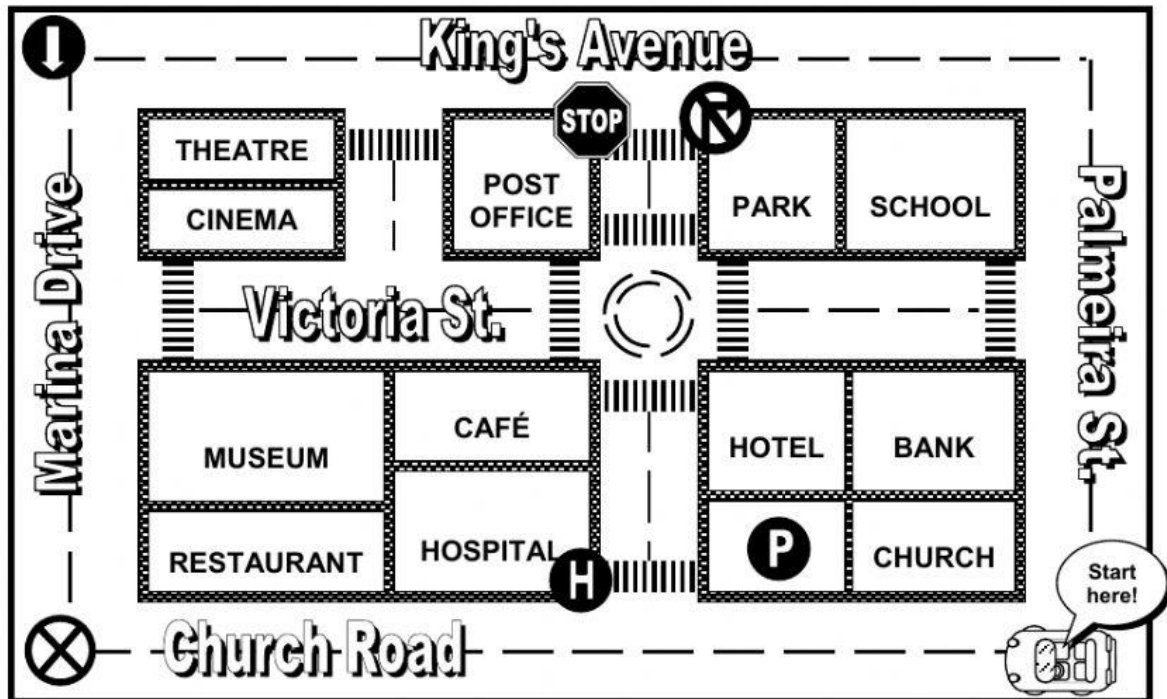 King's Avenue
STOP
THEATRE
CINEMA
POST
OFFICE
PARK
SCHOOL
Marina Drive
Palmeira St.
Victoria St.
MUSEUM
CAFÉ
HOTEL
BANK
RESTAURANT
HOSPITAL
H
P
CHURCH
Start
here!
Church Road